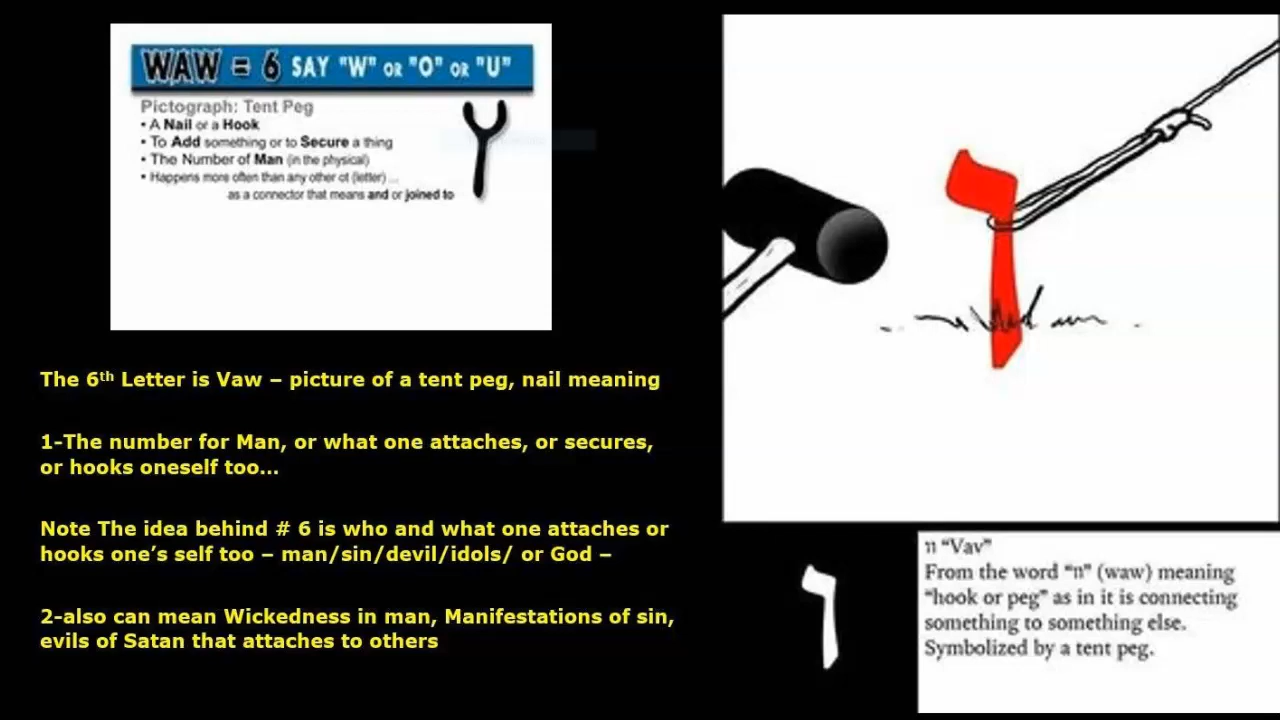 WAW = 6 SAY "W" OR "O" OR "U"
Pictograph: Tent Peg
• A Nail or a Hook
• To Add something or to Secure a thing
• The Number of Man (in the physical)
• Happens more often than any other ot (letter) ...
as a connector that means and or joined to
The 6th Letter is Vaw – picture of a tent peg, nail meaning
1-The number for Man, or what one attaches, or secures,
or hooks oneself too...
Note The idea behind # 6 is who and what one attaches or
hooks one's self too – man/sin/devil/idols/ or God –
2-also can mean Wickedness in man, Manifestations of sin,
evils of Satan that attaches to others
ו
"Vav"
From the word (waw) meaning
"hook or peg" as in it is connecting
something to something else.
Symbolized by a tent peg.